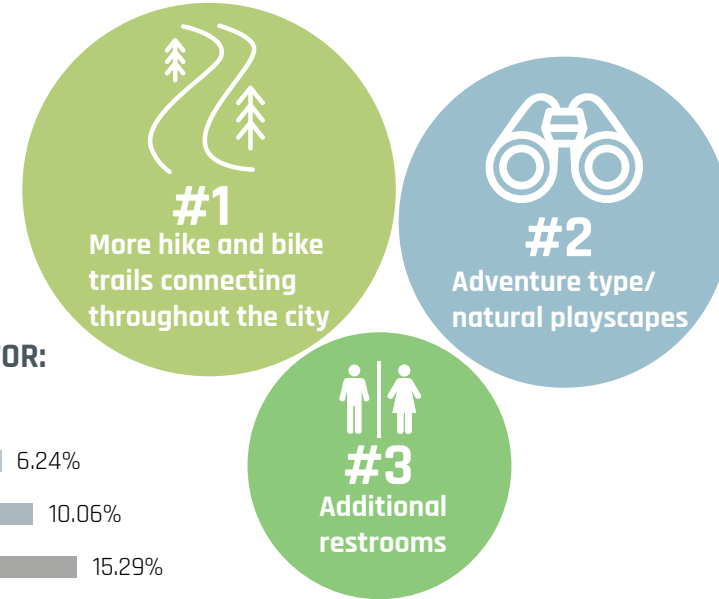 #1
More hike and bike
trails connecting
throughout the city
#2
Adventure type/
natural playscapes
OR:
#3
Additional
restrooms
6.24%
10.06%
15.29%